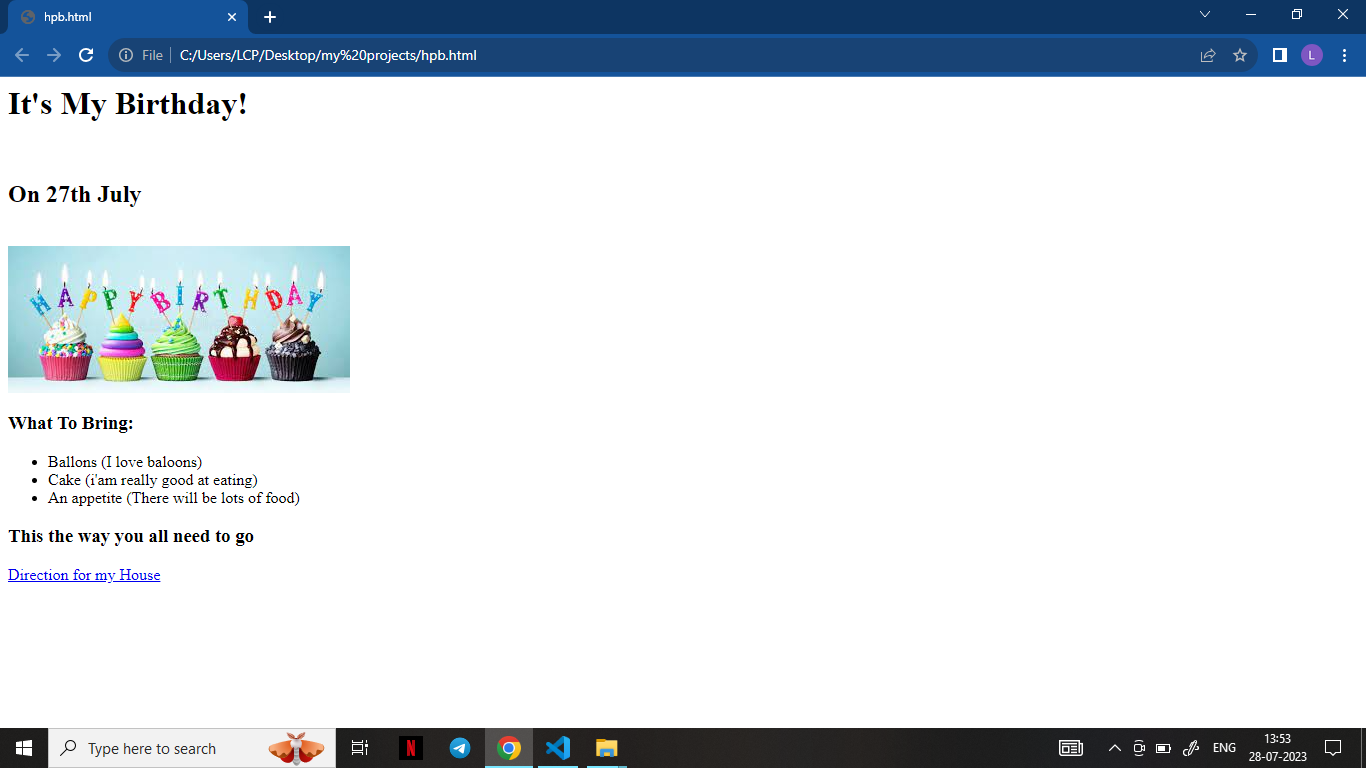 hpb.html
File
C:/Users/LCP/Desktop/my%20projects/hpb.html
L
It's My Birthday!
On 27th July
HAPPY BIRTHDAY
What To Bring:
Ballons (I love baloons)
Cake (i'am really good at eating)
An appetite (There will be lots of food)
This the way you all need to go
Direction for my House
Type here to search
N
ENG
13:53
28-07-2023